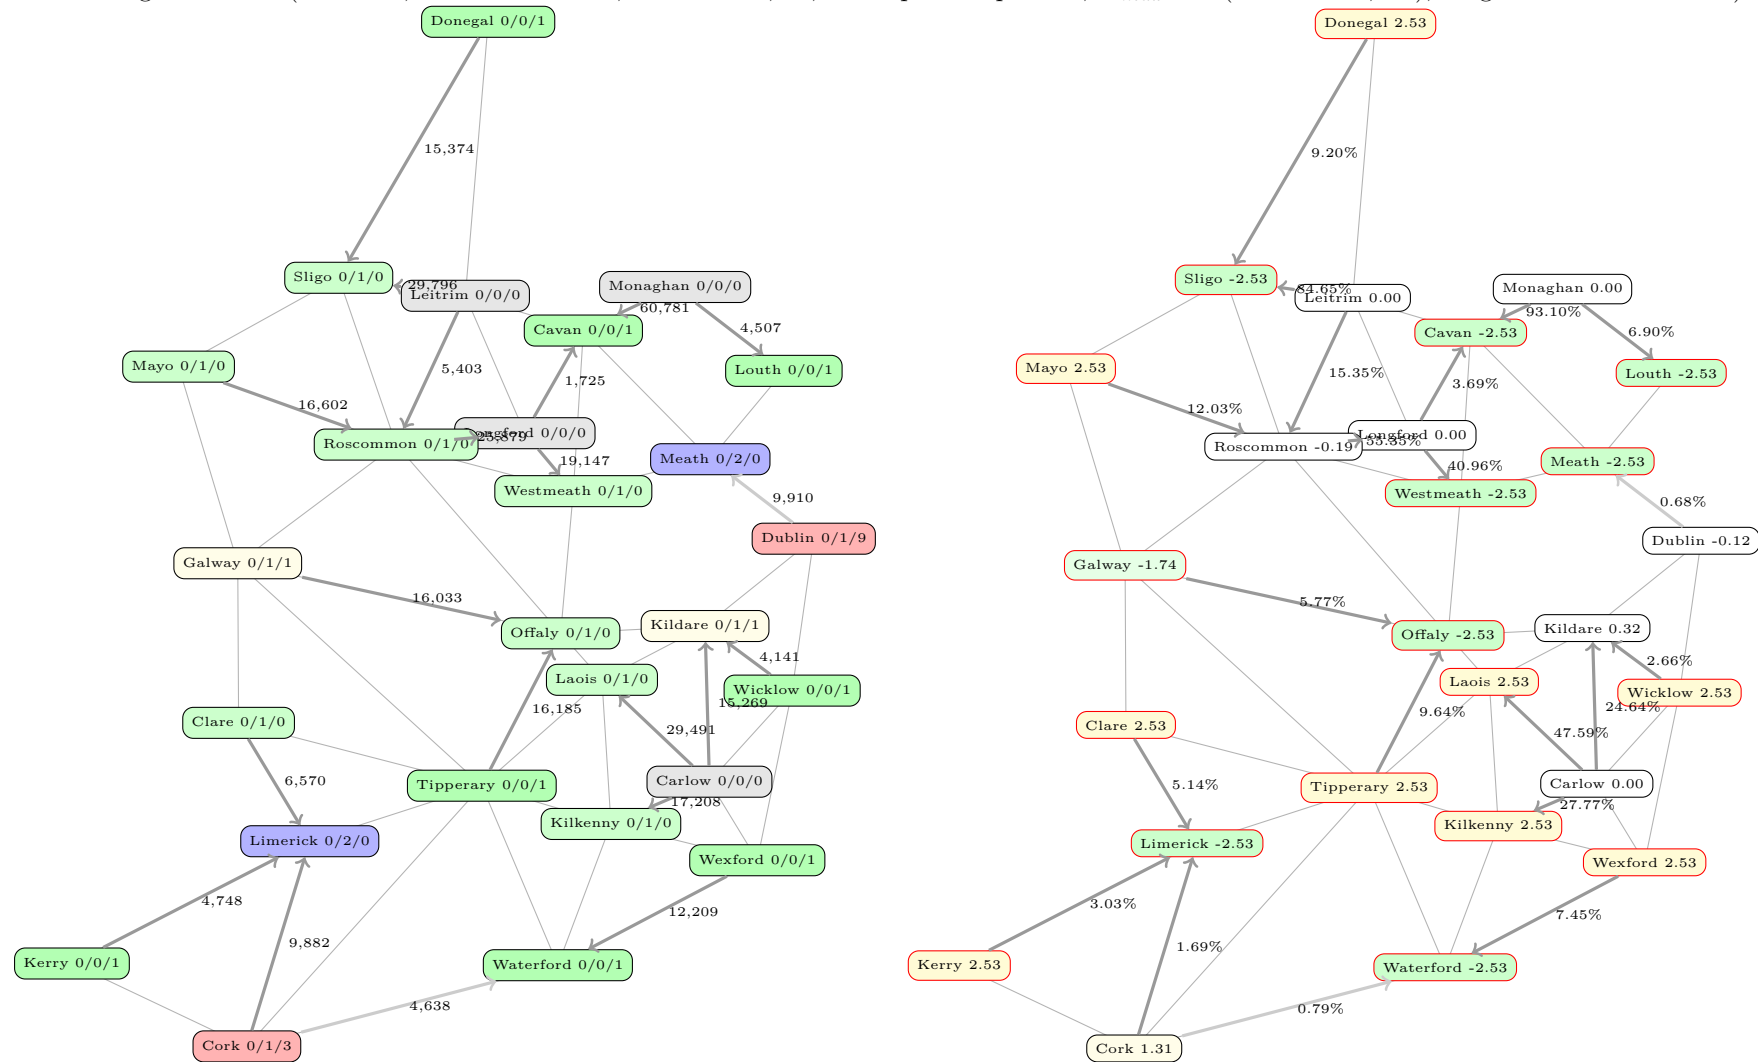 Donegal 0/0/1
15,374
Sligo 0/1/0
29,796
Leitrim 0/0/0
Monaghan 0/0/0
60,781
Cavan 0/0/1
4,507
Mayo 0/1/0
5,403
1,725
Louth 0/0/1
16,602
Roscommon 0/1/0
25,879
Longford 0/0/0
19,147
Meath 0/2/0
Westmeath 0/1/0
9,910
Dublin 0/1/9
Galway 0/1/1
16,033
Offaly 0/1/0
Kildare 0/1/1
4,141
Laois 0/1/0
Wicklow 0/0/1
15,269
16,185
Clare 0/1/0
29,491
6,570
Tipperary 0/0/1
Carlow 0/0/0
17,208
Kilkenny 0/1/0
Limerick 0/2/0
Wexford 0/0/1
4,748
12,209
9,882
Kerry 0/0/1
Waterford 0/0/1
4,638
Cork 0/1/3
Donegal 2.53
9.20%
Sligo -2.53
84.65%
Leitrim 0.00
Monaghan 0.00
93.10%
Cavan -2.53
6.90%
Mayo 2.53
15.35%
3.69%
Louth -2.53
12.03%
Roscommon -0.19
55.35%
Longford 0.00
40.96%
Meath -2.53
Westmeath -2.53
0.68%
Dublin -0.12
Galway -1.74
5.77%
Offaly -2.53
Kildare 0.32
2.66%
Laois 2.53
Wicklow 2.53
24.64%
9.64%
Clare 2.53
47.59%
5.14%
Tipperary 2.53
Carlow 0.00
27.77%
Kilkenny 2.53
Limerick -2.53
Wexford 2.53
3.03%
7.45%
1.69%
Kerry 2.53
Waterford -2.53
0.79%
Cork 1.31